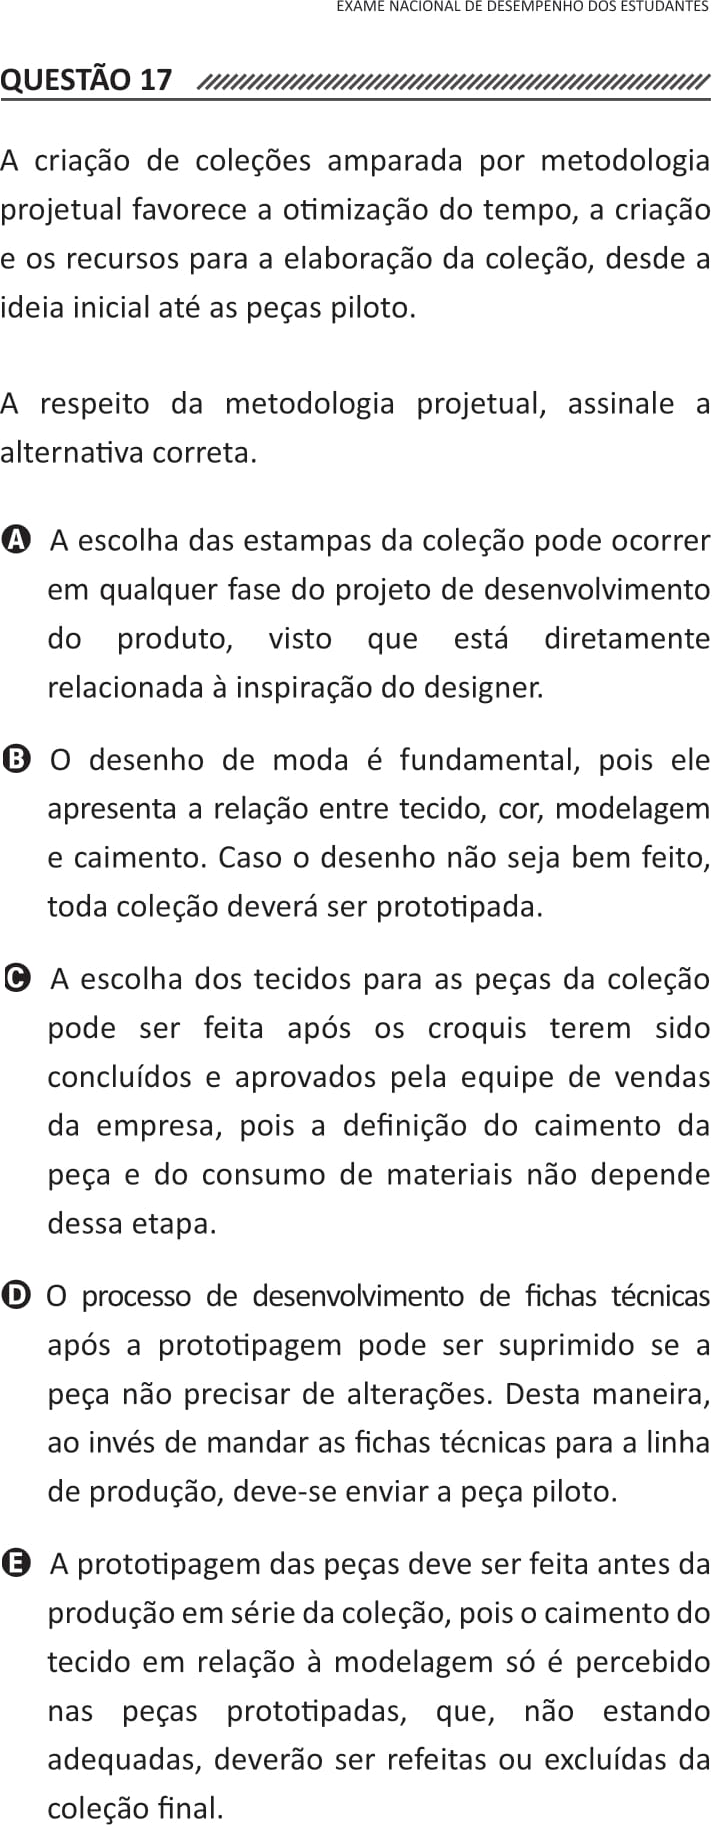 EXAME NACIONAL DE DESEMPENHO DOS ESTUDANTES
QUESTÃO 17
A criação de coleções amparada por metodologia
projetual favorece a otimização do tempo, a criação
e os recursos para a elaboração da coleção, desde a
ideia inicial até as peças piloto.
A respeito da metodologia projetual, assinale a
alternativa correta.
A A escolha das estampas da coleção pode ocorrer
em qualquer fase do projeto de desenvolvimento
do produto, visto que está diretamente
relacionada à inspiração do designer.
B O desenho de moda é fundamental, pois ele
apresenta a relação entre tecido, cor, modelagem
e caimento. Caso o desenho não seja bem feito,
toda coleção deverá ser prototipada.
C A escolha dos tecidos para as peças da coleção
pode ser feita após os croquis terem sido
concluídos e aprovados pela equipe de vendas
da empresa, pois a definição do caimento da
peça e do consumo de materiais não depende
dessa etapa.
D O processo de desenvolvimento de fichas técnicas
após a prototipagem pode ser suprimido se a
peça não precisar de alterações. Desta maneira,
ao invés de mandar as fichas técnicas para a linha
de produção, deve-se enviar a peça piloto.
E A prototipagem das peças deve ser feita antes da
produção em série da coleção, pois o caimento do
tecido em relação à modelagem só é percebido
nas peças prototipadas, que, não estando
adequadas, deverão ser refeitas ou excluídas da
coleção final.